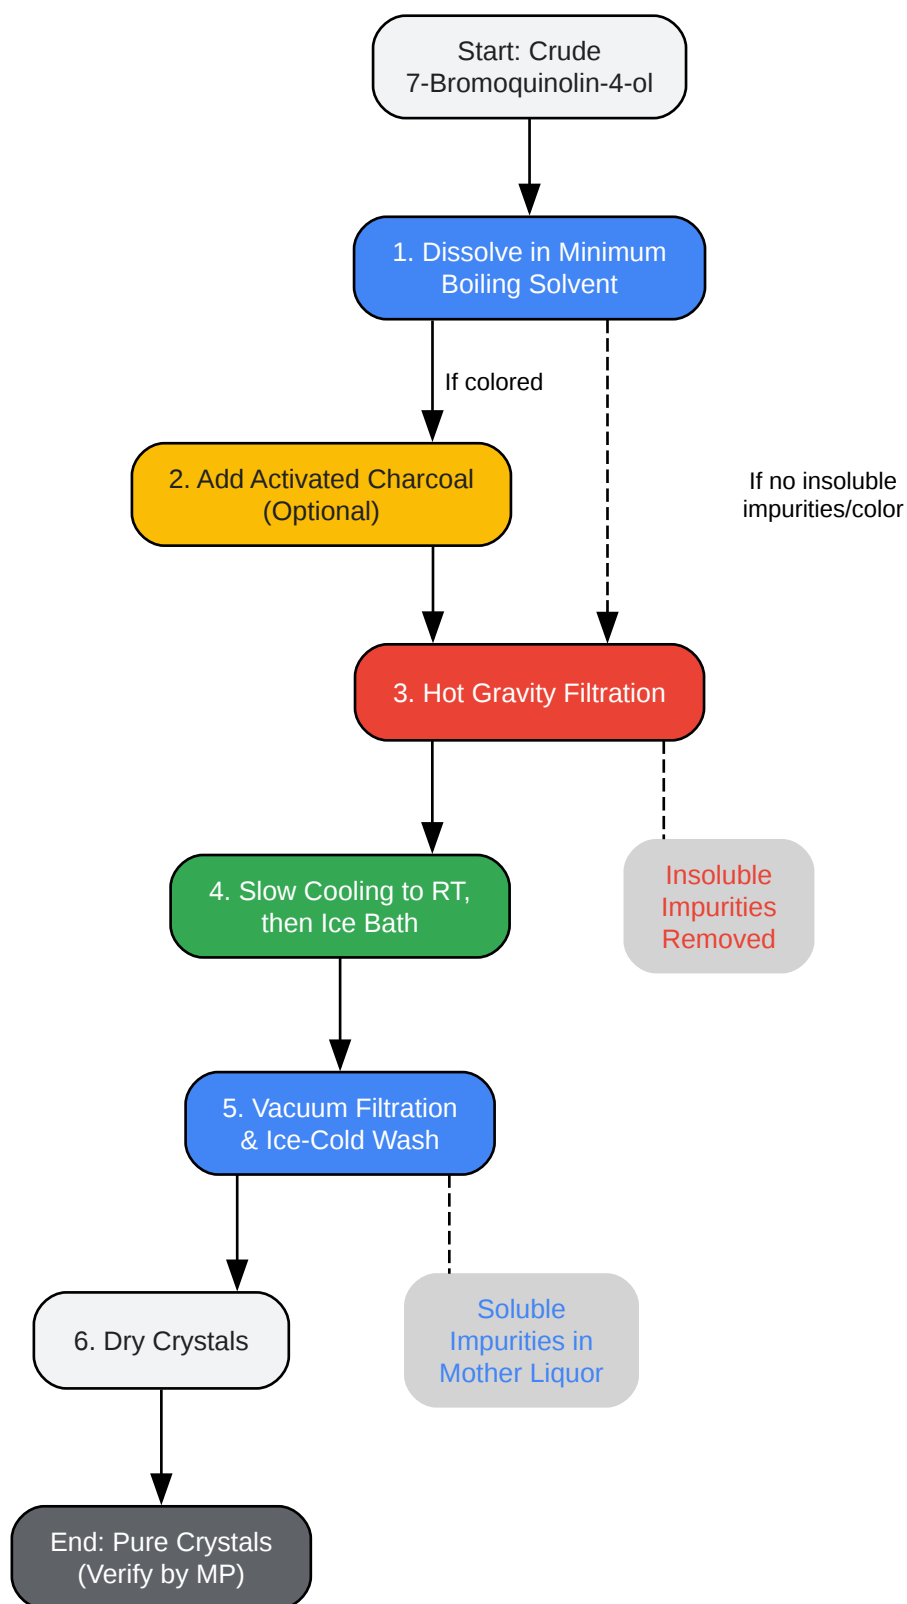 Start: Crude
7-Bromoquinolin-4-ol
1. Dissolve in Minimum
Boiling Solvent
If colored
2. Add Activated Charcoal
(Optional)
If no insoluble
impurities/color
3. Hot Gravity Filtration
4. Slow Cooling to RT,
then Ice Bath
Insoluble
Impurities
Removed
5. Vacuum Filtration
& Ice-Cold Wash
6. Dry Crystals
Soluble
Impurities in
Mother Liquor
End: Pure Crystals
(Verify by MP)